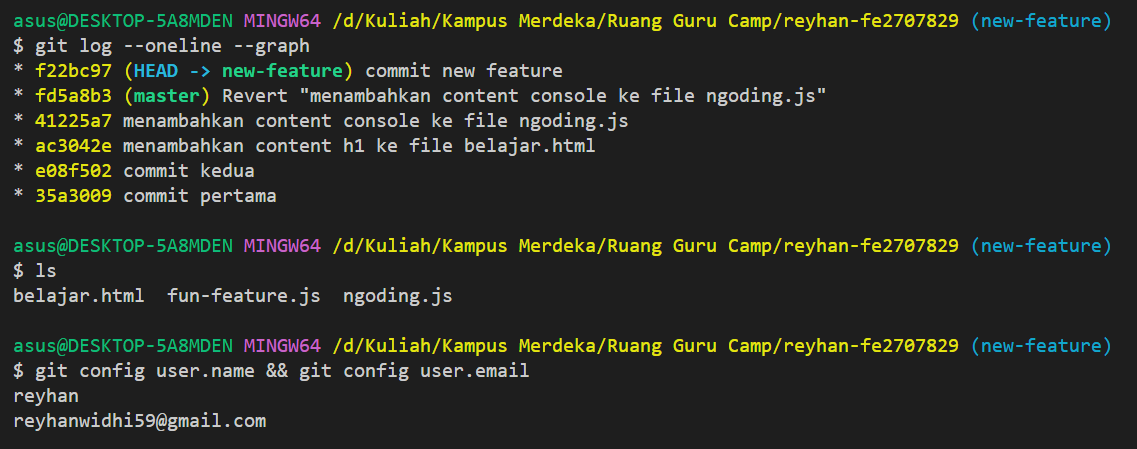 asus@DESKTOP-5A8MDEN MINGW64 /d/Kuliah/Kampus Merdeka/Ruang Guru Camp/reyhan-fe2707829 (new-feature)
$ git log --oneline --graph
* f22bc97 (HEAD -> new-feature) commit new feature
* fd5a8b3 (master) Revert "menambahkan content console ke file ngoding.js"
* 41225a7 menambahkan content console ke file ngoding.js
* ac3042e menambahkan content h1 ke file belajar.html
* e08f502 commit kedua
* 35a3009 commit pertama
asus@DESKTOP-5A8MDEN MINGW64 /d/Kuliah/Kampus Merdeka/Ruang Guru Camp/reyhan-fe2707829 (new-feature)
$ ls
belajar.html  fun-feature.js  ngoding.js
asus@DESKTOP-5A8MDEN MINGW64 /d/Kuliah/Kampus Merdeka/Ruang Guru Camp/reyhan-fe2707829 (new-feature)
$ git config user.name && git config user.email
reyhan
reyhanwidhi59@gmail.com